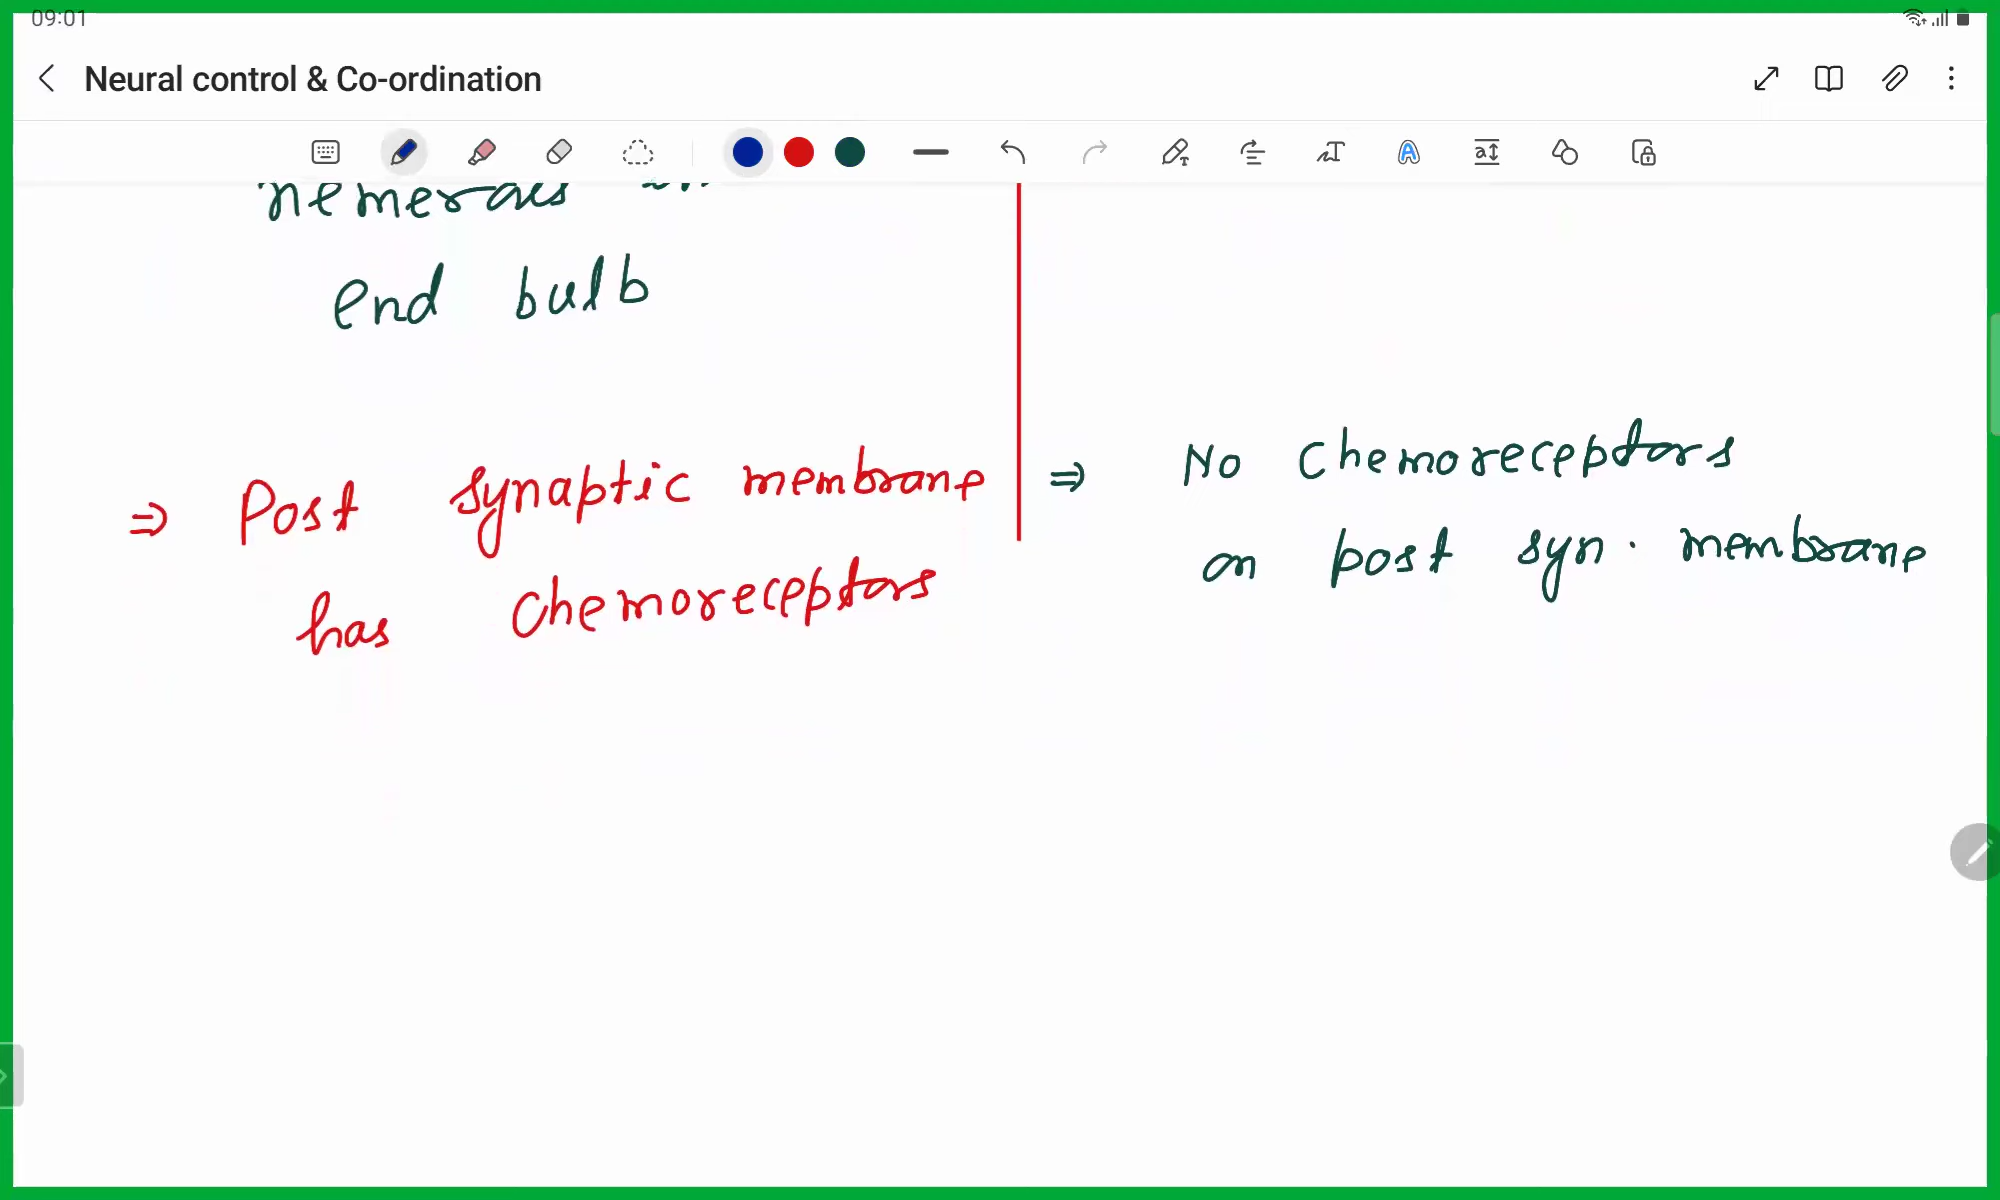 09:01
Neural control & Co-ordination
end bulb
⇒ Post synaptic membrane
has Chemoreceptors
⇒ No Chemoreceptors
on post syn. membrane